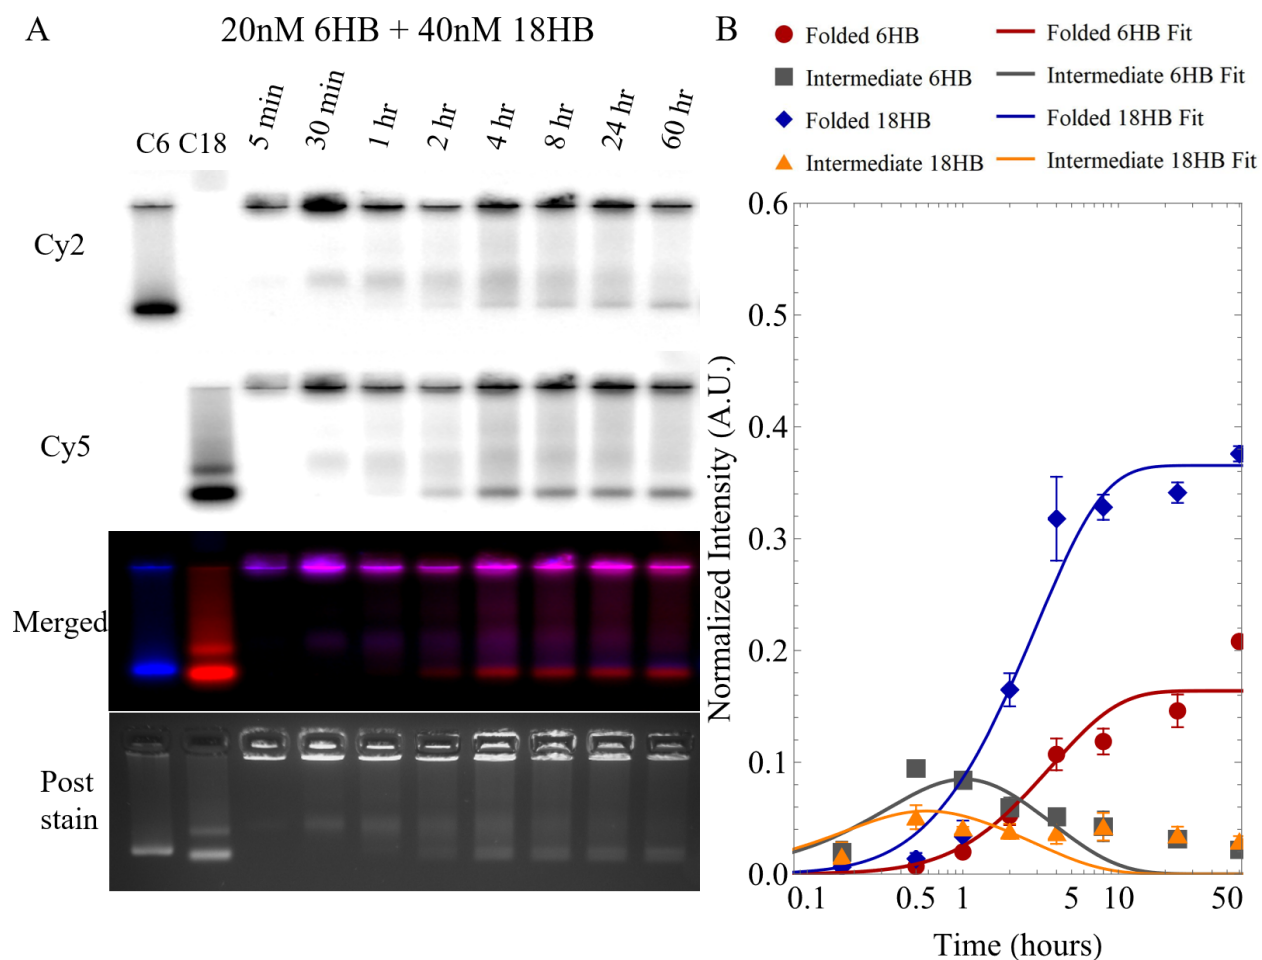 A
20nM 6HB + 40nM 18HB
C6 C18 5 min 30 min 1 hr 2 hr 4 hr 8 hr 24 hr 60 hr
Cy2
Cy5
Merged
Post
stain
B
Folded 6HB
Folded 6HB Fit
Intermediate 6HB
Intermediate 6HB Fit
Folded 18HB
Folded 18HB Fit
Intermediate 18HB
Intermediate 18HB Fit
Normalized Intensity (A.U.)
0.6
0.5
0.4
0.3
0.2
0.1
0.0
0.1 0.5 1 5 10 50
Time (hours)